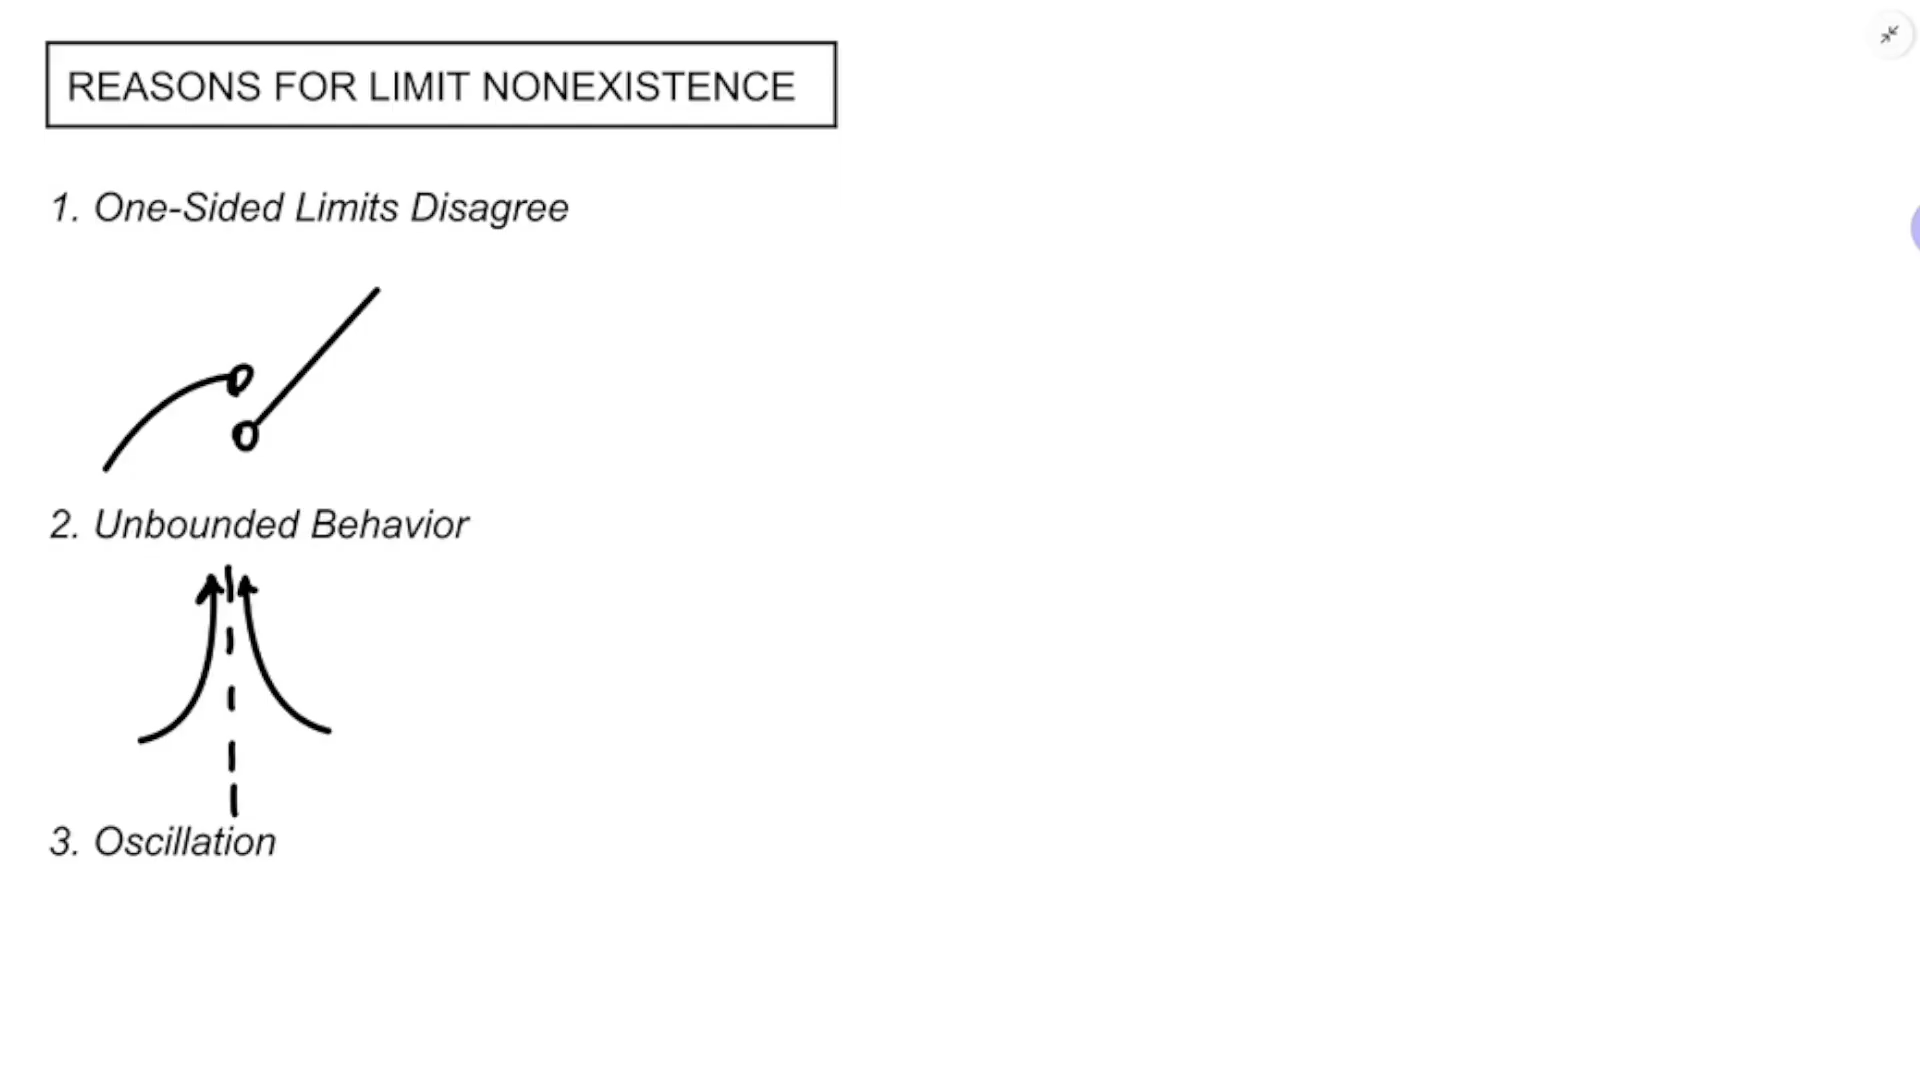 REASONS FOR LIMIT NONEXISTENCE
1. One-Sided Limits Disagree
2. Unbounded Behavior
3. Oscillation